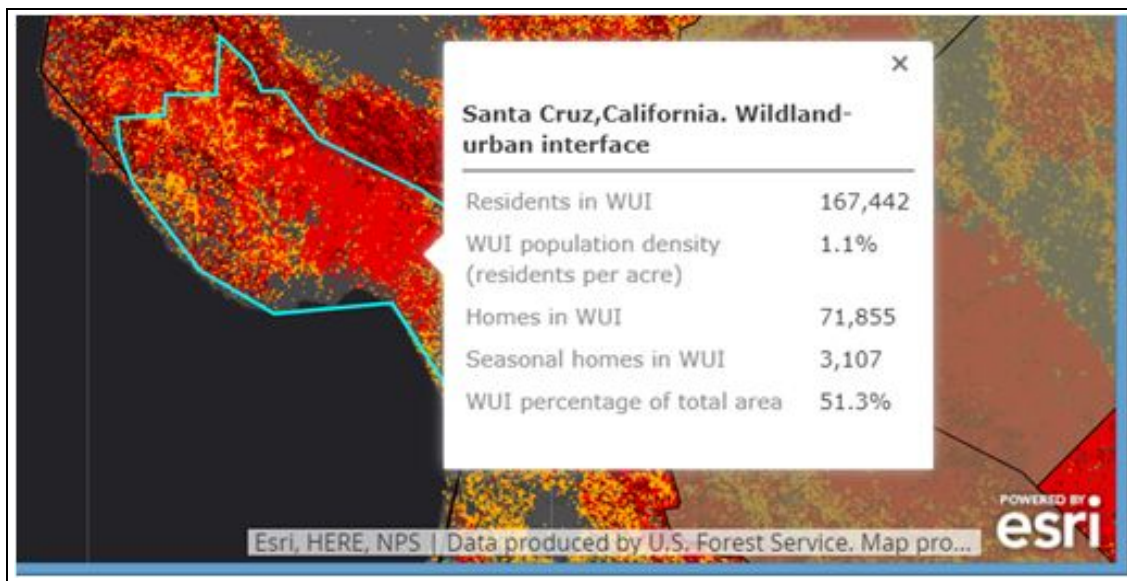 ×
Santa Cruz,California. Wildland-
urban interface
Residents in WUI 167,442
WUI population density 1.1%
(residents per acre)
Homes in WUI 71,855
Seasonal homes in WUI 3,107
WUI percentage of total area 51.3%
POWERED BY
esri
Esri, HERE, NPS | Data produced by U.S. Forest Service. Map pro...